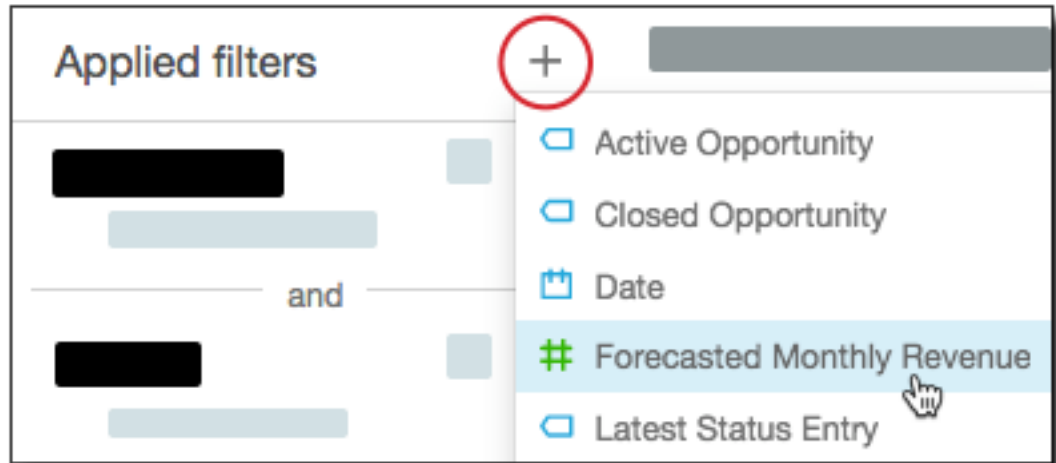 Applied filters
Active Opportunity
Closed Opportunity
Date
and
Forecasted Monthly Revenue
Latest Status Entry